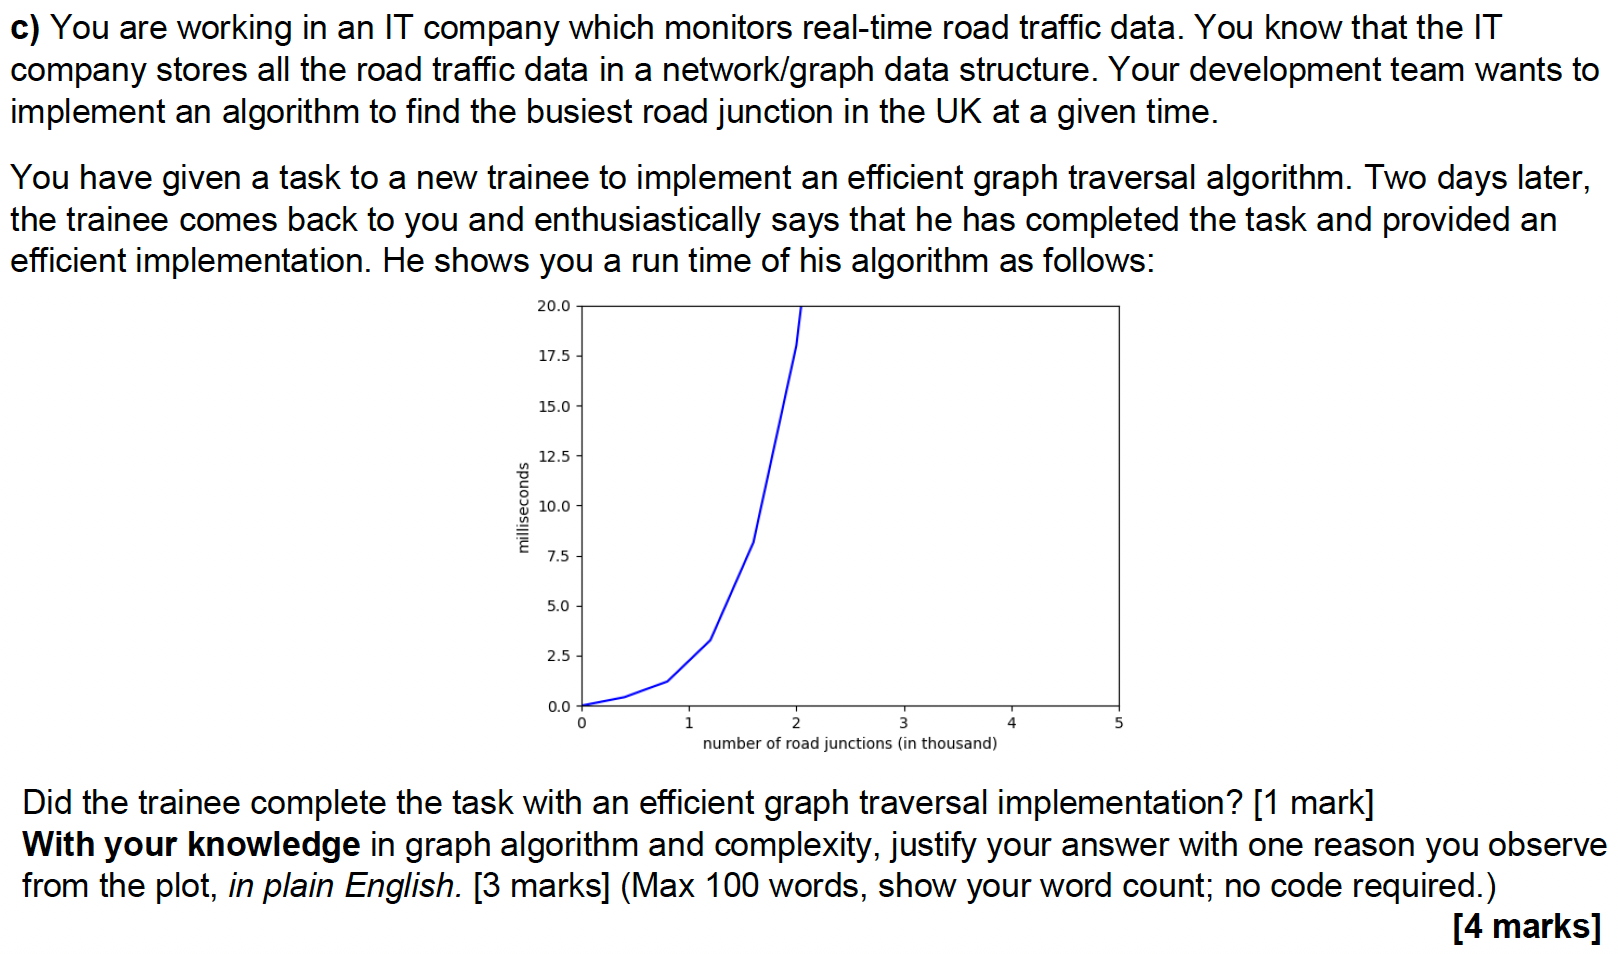 c) You are working in an IT company which monitors real-time road traffic data. You know that the IT
company stores all the road traffic data in a network/graph data structure. Your development team wants to
implement an algorithm to find the busiest road junction in the UK at a given time.
You have given a task to a new trainee to implement an efficient graph traversal algorithm. Two days later,
the trainee comes back to you and enthusiastically says that he has completed the task and provided an
efficient implementation. He shows you a run time of his algorithm as follows:
20.0
17.5
15.0
12.5
10.0
7.5
5.0
2.5
0.0
milliseconds
0 1 2 3 4 5
number of road junctions (in thousand)
Did the trainee complete the task with an efficient graph traversal implementation? [1 mark]
With your knowledge in graph algorithm and complexity, justify your answer with one reason you observe
from the plot, in plain English. [3 marks] (Max 100 words, show your word count; no code required.)
[4 marks]